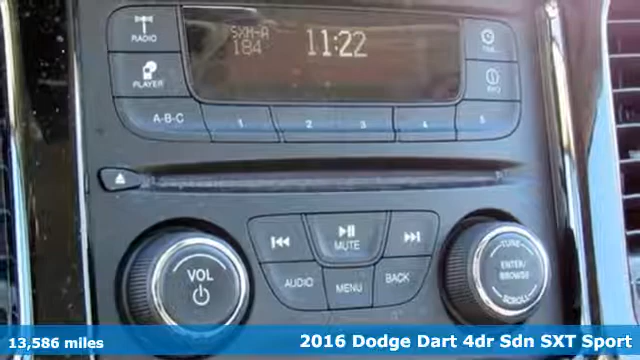 RADIO
SXM-A
184
11:22
TIME
PLAYER
INFO
A-B-C
1
2
3
4
5
VOL
MUTE
AUDIO
MENU
BACK
TUNE
ENTER/
BROWSE
SCROLL
13,586 miles
2016 Dodge Dart 4dr Sdn SXT Sport